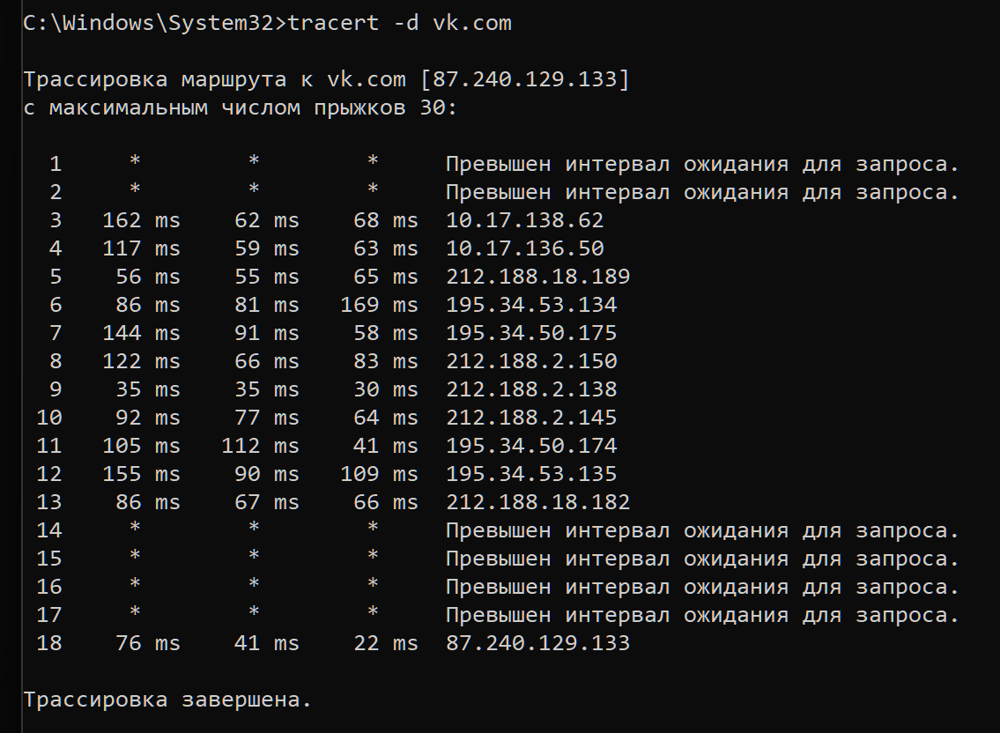 C:\Windows\System32>tracert -d vk.com
Трассировка маршрута к vk.com [87.240.129.133]
с максимальным числом прыжков 30:
1 * * * Превышен интервал ожидания для запроса.
2 * * * Превышен интервал ожидания для запроса.
3 162 ms 62 ms 68 ms 10.17.138.62
4 117 ms 59 ms 63 ms 10.17.136.50
5 56 ms 55 ms 65 ms 212.188.18.189
6 86 ms 81 ms 169 ms 195.34.53.134
7 144 ms 91 ms 58 ms 195.34.50.175
8 122 ms 66 ms 83 ms 212.188.2.150
9 35 ms 35 ms 30 ms 212.188.2.138
10 92 ms 77 ms 64 ms 212.188.2.145
11 105 ms 112 ms 41 ms 195.34.50.174
12 155 ms 90 ms 109 ms 195.34.53.135
13 86 ms 67 ms 66 ms 212.188.18.182
14 * * * Превышен интервал ожидания для запроса.
15 * * * Превышен интервал ожидания для запроса.
16 * * * Превышен интервал ожидания для запроса.
17 * * * Превышен интервал ожидания для запроса.
18 76 ms 41 ms 22 ms 87.240.129.133
Трассировка завершена.